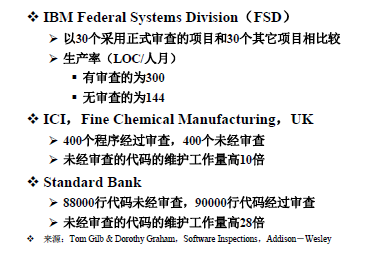 ❖ IBM Federal Systems Division（FSD）
➢ 以30个采用正式审查的项目和30个其它项目相比较
➢ 生产率（LOC/人月）
▪ 有审查的为300
▪ 无审查的为144
❖ ICI，Fine Chemical Manufacturing，UK
➢ 400个程序经过审查，400个未经审查
➢ 未经审查的代码的维护工作量高10倍
❖ Standard Bank
➢ 88000行代码未经审查，90000行代码经过审查
➢ 未经审查的代码的维护工作量高28倍
❖ 来源：Tom Gilb & Dorothy Graham，Software Inspections，Addison－Wesley